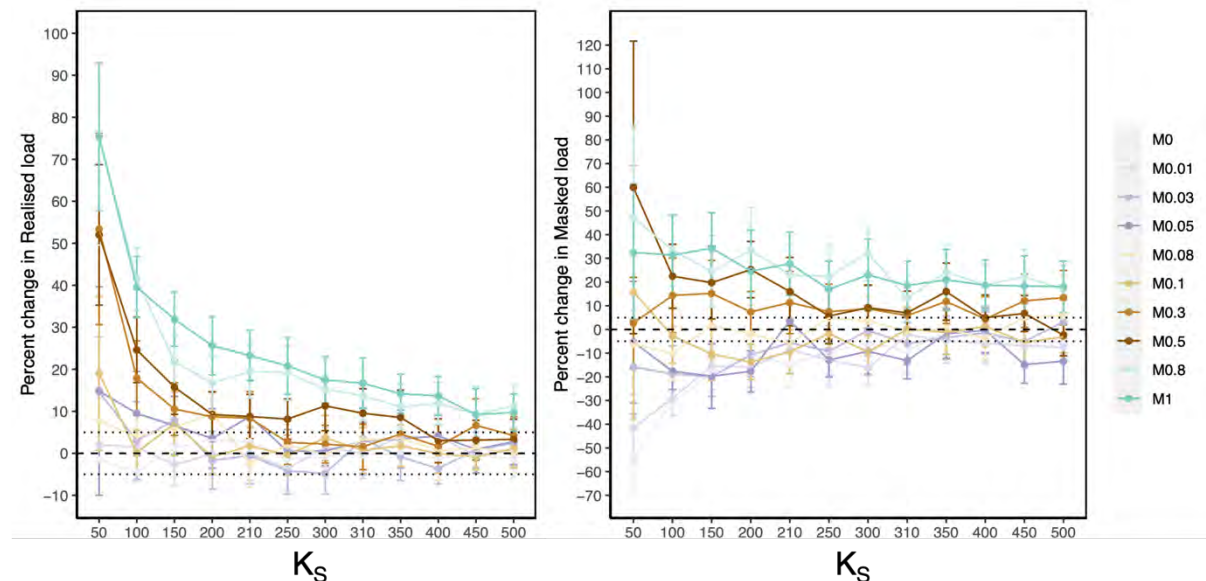 Percent change in Realised load
100
90
80
70
60
50
40
30
20
10
0
−10
50 100 150 200 210 250 300 310 350 400 450 500
K_S
Percent change in Masked load
120
110
100
90
80
70
60
50
40
30
20
10
0
−10
−20
−30
−40
−50
−60
−70
50 100 150 200 210 250 300 310 350 400 450 500
K_S
M0
M0.01
M0.03
M0.05
M0.08
M0.1
M0.3
M0.5
M0.8
M1